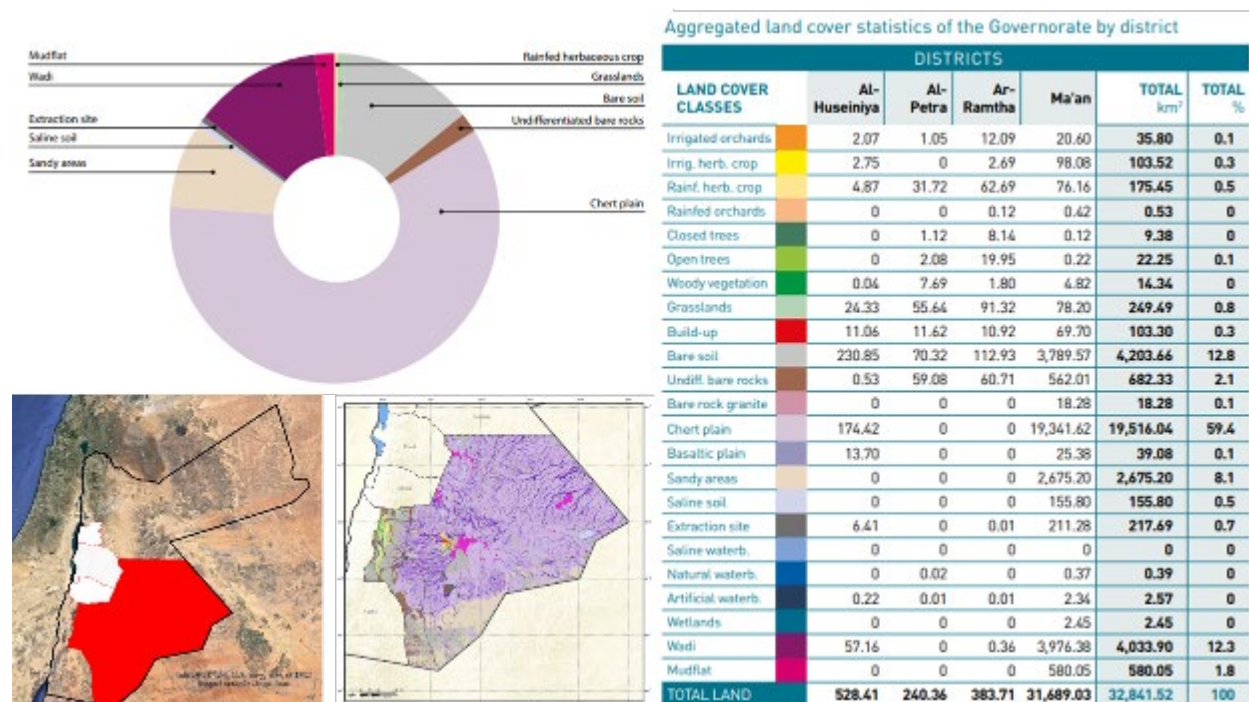 Mudflat
Wadi
Extraction site
Saline soil
Sandy areas
Rainfed herbaceous crop
Grasslands
Bare soil
Undifferentiated bare rocks
Chert plain
Aggregated land cover statistics of the Governorate by district
DISTRICTS
LAND COVER CLASSES Al-Huseiniya Al-Petra Ar-Ramtha Ma'an TOTAL km² TOTAL %
Irrigated orchards 2.07 1.05 12.09 20.60 35.80 0.1
Irrig. herb. crop 2.75 0 2.69 98.08 103.52 0.3
Rainf. herb. crop 4.87 31.72 62.69 76.16 175.45 0.5
Rainfed orchards 0 0 0.12 0.42 0.53 0
Closed trees 0 1.12 8.14 0.12 9.38 0
Open trees 0 2.08 19.95 0.22 22.25 0.1
Woody vegetation 0.04 7.69 1.80 4.82 14.34 0
Grasslands 24.33 55.64 91.32 78.20 249.49 0.8
Build-up 11.06 11.62 10.92 69.70 103.30 0.3
Bare soil 230.85 70.32 112.93 3,789.57 4,203.66 12.8
Undiff. bare rocks 0.53 59.08 60.71 562.01 682.33 2.1
Bare rock granite 0 0 0 18.28 18.28 0.1
Chert plain 174.42 0 0 19,341.62 19,516.04 59.4
Basaltic plain 13.70 0 0 25.38 39.08 0.1
Sandy areas 0 0 0 2,675.20 2,675.20 8.1
Saline soil 0 0 0 155.80 155.80 0.5
Extraction site 6.41 0 0.01 211.28 217.69 0.7
Saline waterb. 0 0 0 0 0 0
Natural waterb. 0 0.02 0 0.37 0.39 0
Artificial waterb. 0.22 0.01 0.01 2.34 2.57 0
Wetlands 0 0 0 2.45 2.45 0
Wadi 57.16 0 0.36 3,976.38 4,033.90 12.3
Mudflat 0 0 0 580.05 580.05 1.8
TOTAL LAND 528.41 240.36 383.71 31,689.03 32,841.52 100